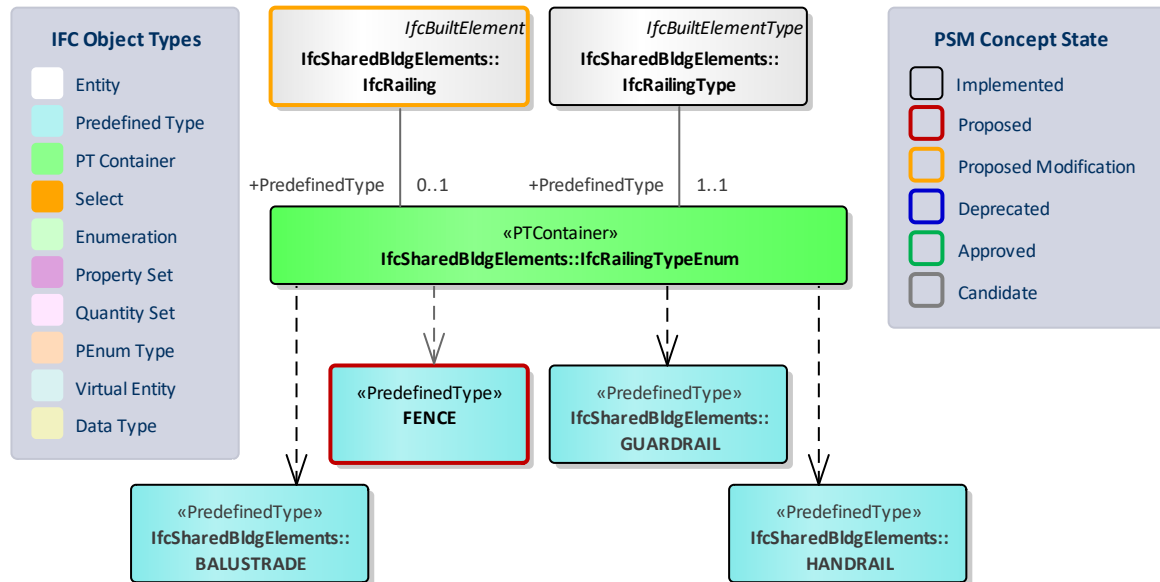 IFC Object Types
Entity
Predefined Type
PT Container
Select
Enumeration
Property Set
Quantity Set
PEnum Type
Virtual Entity
Data Type
IfcBuiltElement
IfcSharedBldgElements::
IfcRailing
IfcBuiltElementType
IfcSharedBldgElements::
IfcRailingType
PSM Concept State
Implemented
Proposed
Proposed Modification
Deprecated
Approved
Candidate
+PredefinedType 0..1
+PredefinedType 1..1
«PTContainer»
IfcSharedBldgElements::IfcRailingTypeEnum
«PredefinedType»
FENCE
«PredefinedType»
IfcSharedBldgElements::
GUARDRAIL
«PredefinedType»
IfcSharedBldgElements::
BALUSTRADE
«PredefinedType»
IfcSharedBldgElements::
HANDRAIL